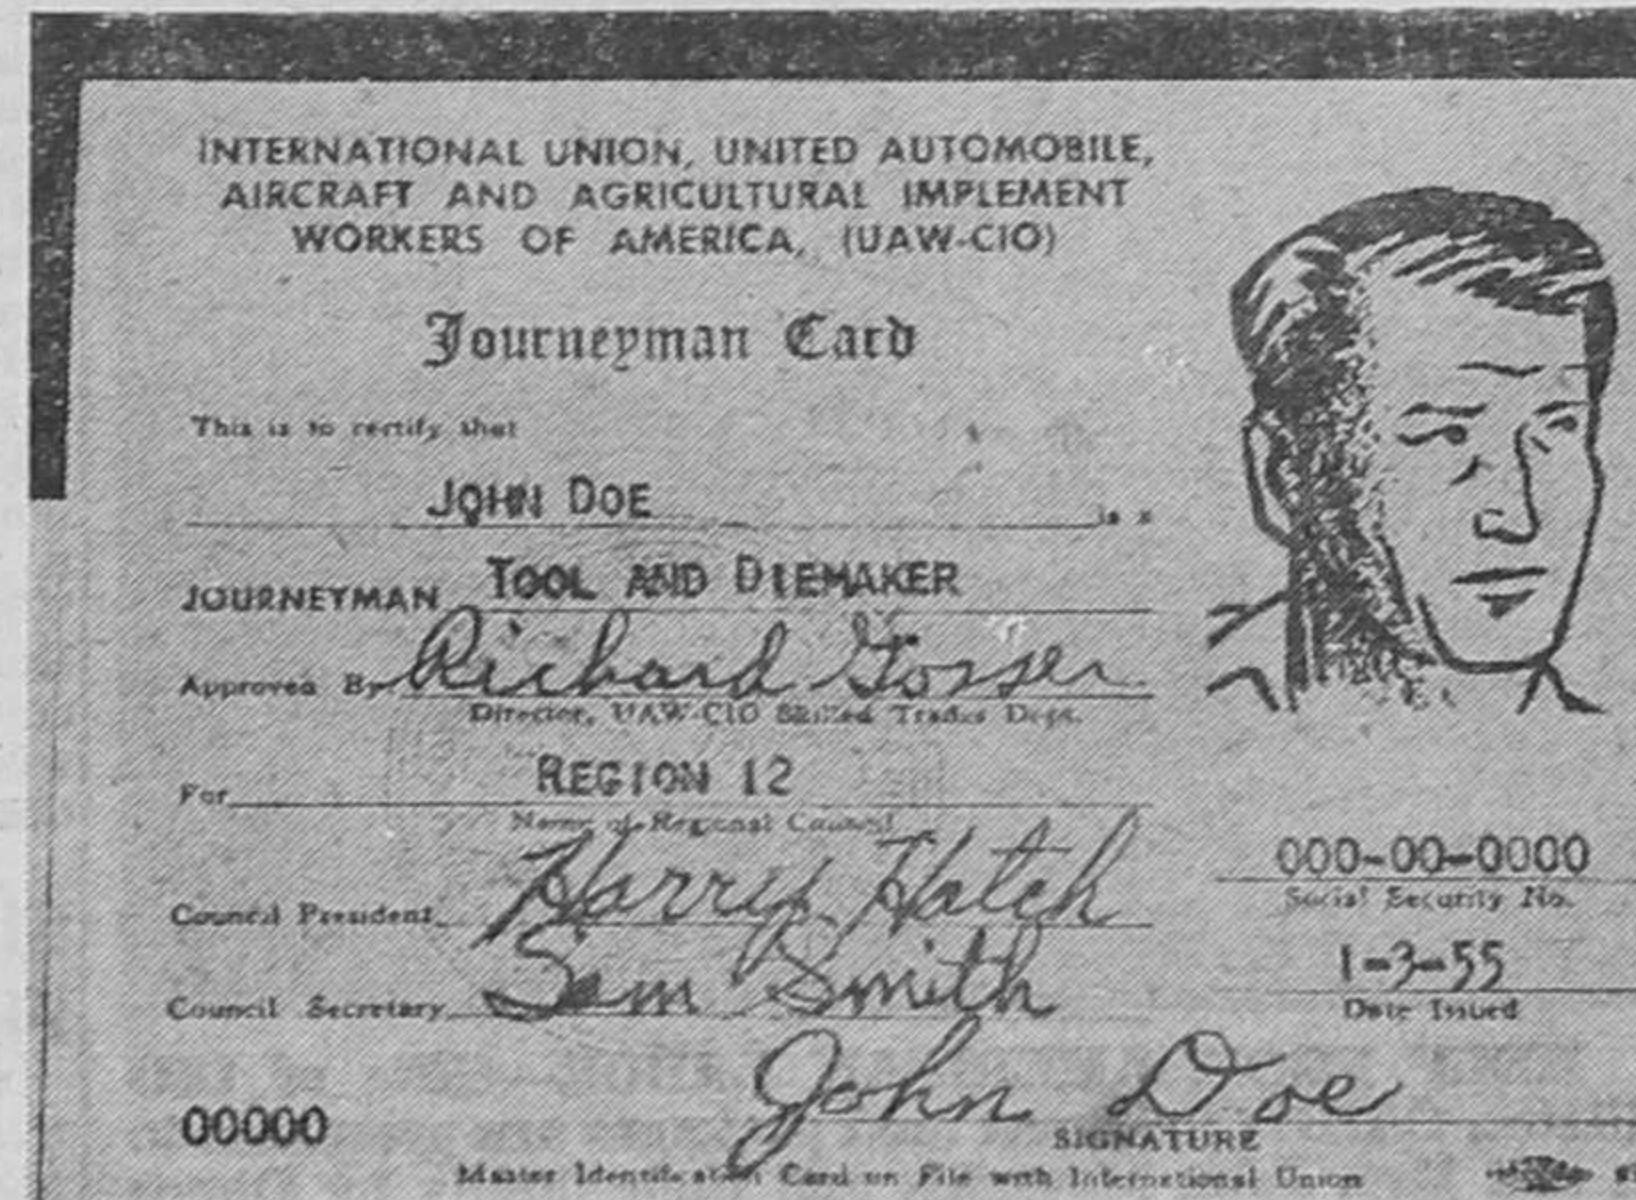 INTERNATIONAL UNION, UNITED AUTOMOBILE,
AIRCRAFT AND AGRICULTURAL IMPLEMENT
WORKERS OF AMERICA, (UAW-CIO)
Journeyman Card
This is to certify that
JOHN DOE is a
JOURNEYMAN TOOL AND DIEMAKER
Approved By Richard Gosser
Director, UAW-CIO Skilled Trades Dept.
For REGION 12
Name of Regional Council
000-00-0000
Social Security No.
Council President Harry Hatch
1-3-55
Date Issued
Council Secretary Sam Smith
John Doe
00000
SIGNATURE
Master Identification Card on File with International Union